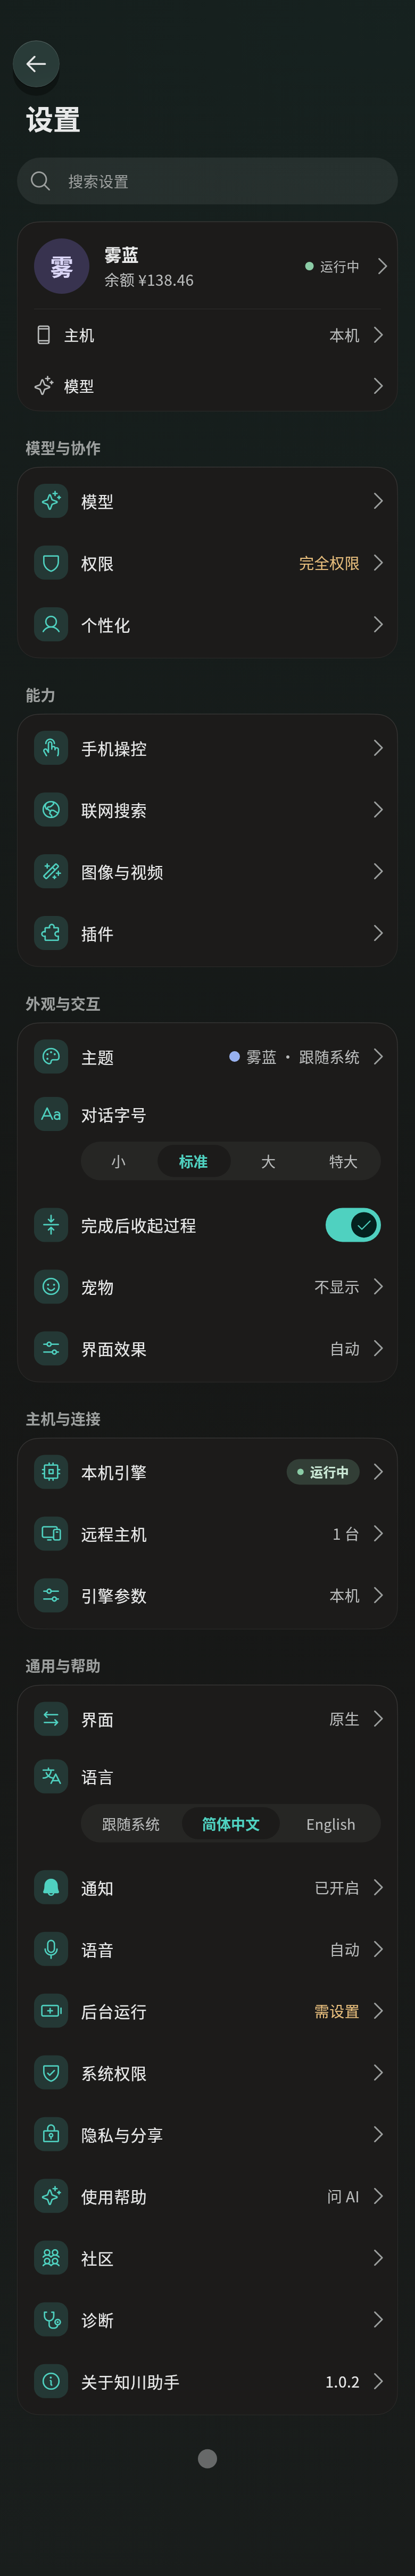 设置
搜索设置
雾
雾蓝
余额 ¥138.46
运行中
主机 本机
模型
模型与协作
模型
权限 完全权限
个性化
能力
手机操控
联网搜索
图像与视频
插件
外观与交互
主题 雾蓝 · 跟随系统
Aa 对话字号
小 标准 大 特大
完成后收起过程
宠物 不显示
界面效果 自动
主机与连接
本机引擎 运行中
远程主机 1 台
引擎参数 本机
通用与帮助
界面 原生
语言
跟随系统 简体中文 English
通知 已开启
语音 自动
后台运行 需设置
系统权限
隐私与分享
使用帮助 问 AI
社区
诊断
关于知川助手 1.0.2